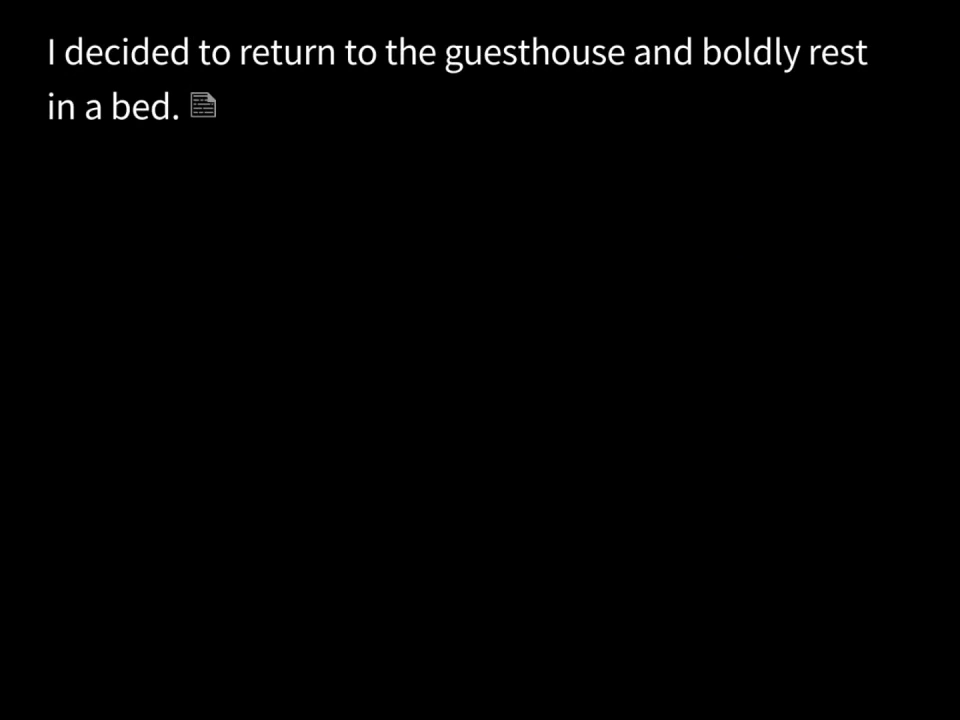 I decided to return to the guesthouse and boldly rest
in a bed.